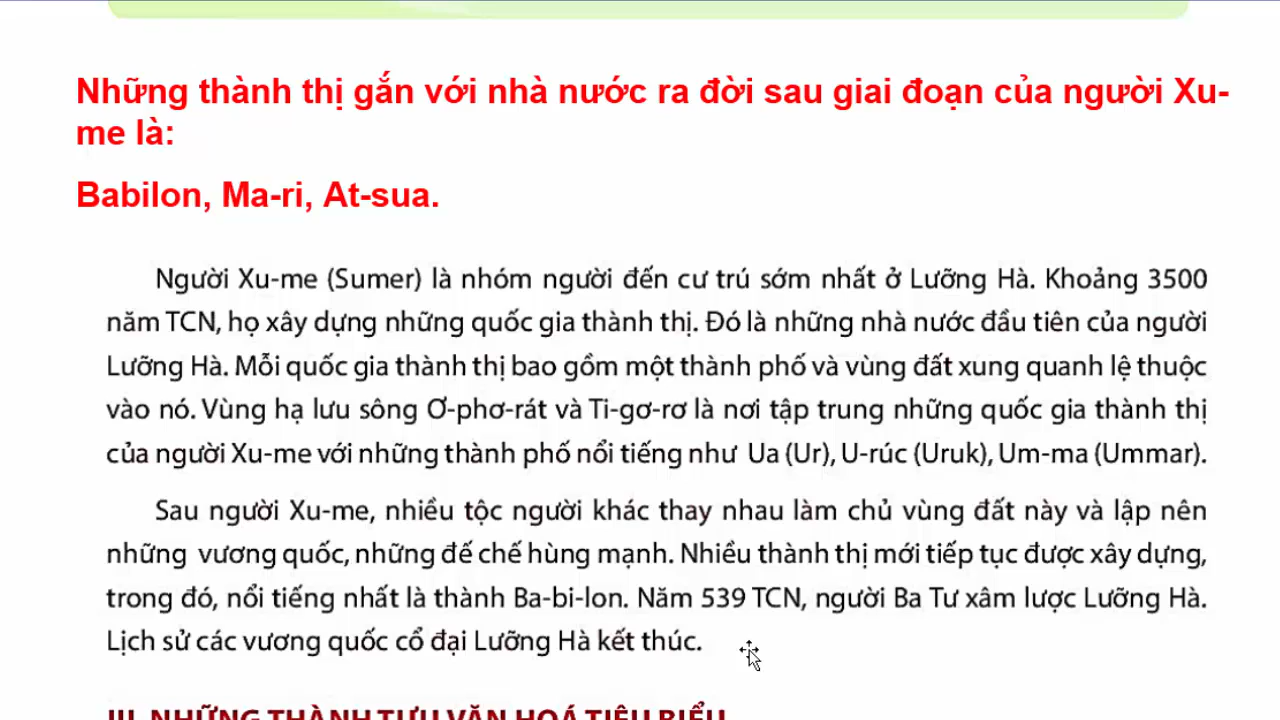 Những thành thị gắn với nhà nước ra đời sau giai đoạn của người Xu-
me là:
Babilon, Ma-ri, At-sua.
Người Xu-me (Sumer) là nhóm người đến cư trú sớm nhất ở Lưỡng Hà. Khoảng 3500
năm TCN, họ xây dựng những quốc gia thành thị. Đó là những nhà nước đầu tiên của người
Lưỡng Hà. Mỗi quốc gia thành thị bao gồm một thành phố và vùng đất xung quanh lệ thuộc
vào nó. Vùng hạ lưu sông Ơ-phơ-rát và Ti-gơ-rơ là nơi tập trung những quốc gia thành thị
của người Xu-me với những thành phố nổi tiếng như Ua (Ur), U-rúc (Uruk), Um-ma (Ummar).
Sau người Xu-me, nhiều tộc người khác thay nhau làm chủ vùng đất này và lập nên
những vương quốc, những đế chế hùng mạnh. Nhiều thành thị mới tiếp tục được xây dựng,
trong đó, nổi tiếng nhất là thành Ba-bi-lon. Năm 539 TCN, người Ba Tư xâm lược Lưỡng Hà.
Lịch sử các vương quốc cổ đại Lưỡng Hà kết thúc.
III. NHỮNG THÀNH TỰU VĂN HOÁ TIÊU BIỂU